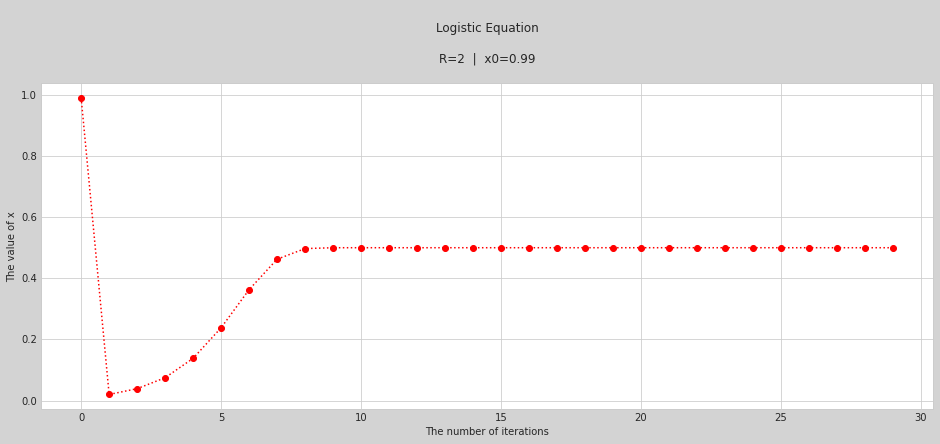 Logistic Equation
R=2 | x0=0.99
1.0
0.8
0.6
0.4
0.2
0.0
The value of x
0 5 10 15 20 25 30
The number of iterations